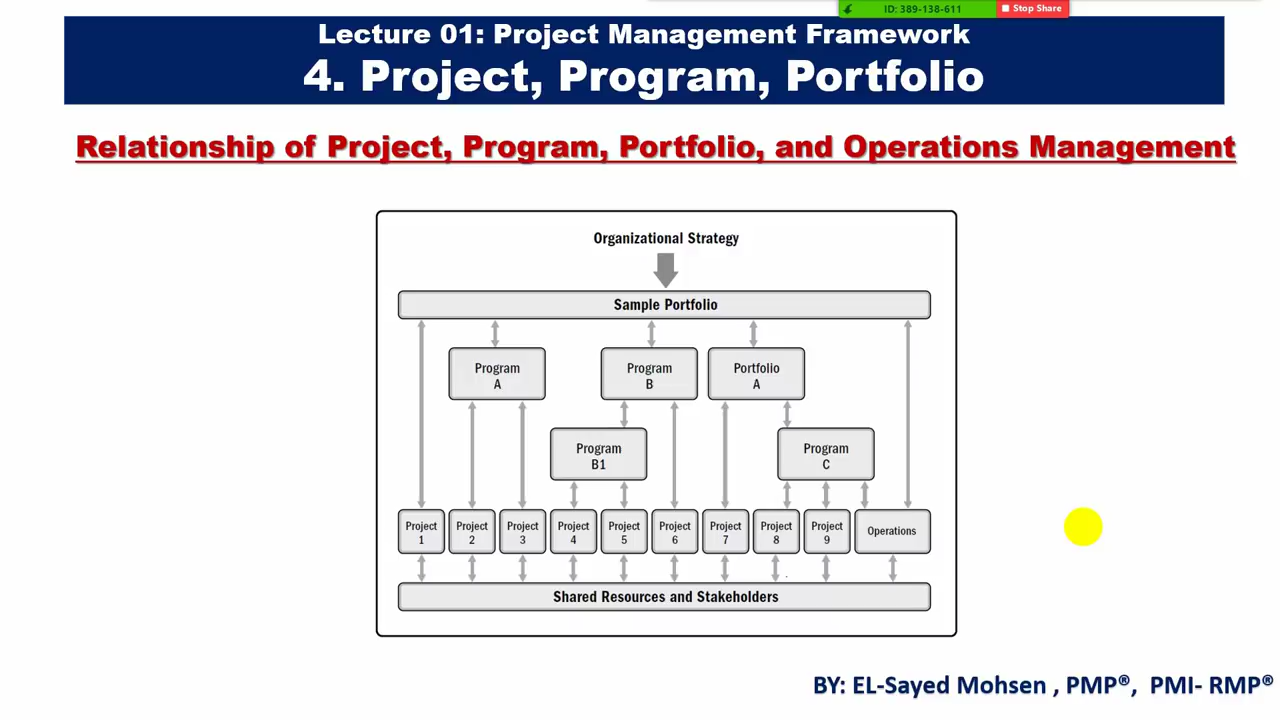 ID: 389-138-611 Stop Share
Lecture 01: Project Management Framework
4. Project, Program, Portfolio
Relationship of Project, Program, Portfolio, and Operations Management
Organizational Strategy
Sample Portfolio
Program
A
Program
B
Portfolio
A
Program
B1
Program
C
Project
1
Project
2
Project
3
Project
4
Project
5
Project
6
Project
7
Project
8
Project
9
Operations
Shared Resources and Stakeholders
BY: EL-Sayed Mohsen , PMP®, PMI- RMP®